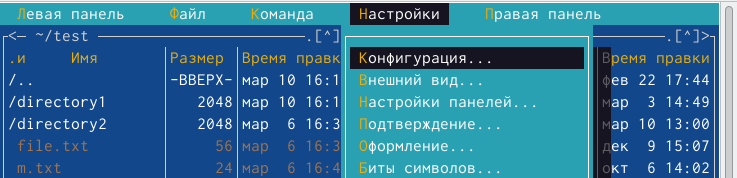 Левая панель Файл Команда Настройки Правая панель
<─ ~/test .[^] .[^]>
.и Имя Размер Время правк Конфигурация... Время правки
/.. -ВВЕРХ- мар 10 16:1 Внешний вид... фев 22 17:44
/directory1 2048 мар 10 16:1 Настройки панелей... мар 3 14:49
/directory2 2048 мар 6 16:3 Подтверждение... мар 10 13:00
file.txt 56 мар 6 16:3 Оформление... дек 9 15:07
m.txt 24 мар 6 16:4 Биты символов... окт 6 14:02